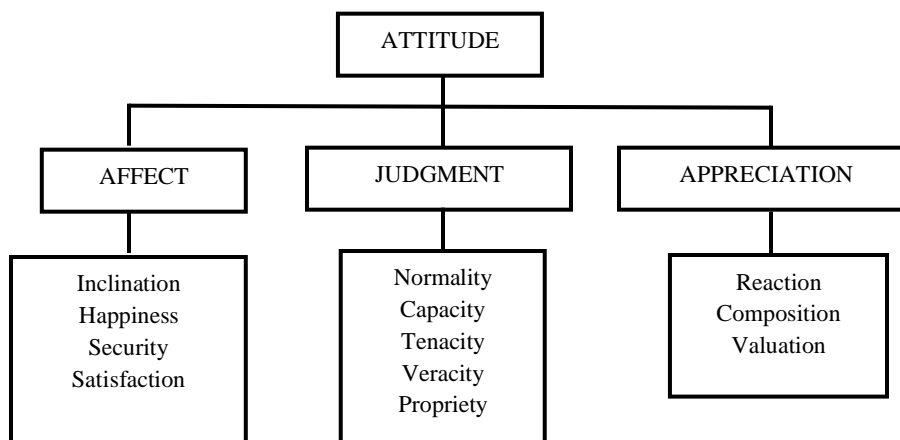 ATTITUDE
AFFECT
JUDGMENT
APPRECIATION
Inclination
Happiness
Security
Satisfaction
Normality
Capacity
Tenacity
Veracity
Propriety
Reaction
Composition
Valuation